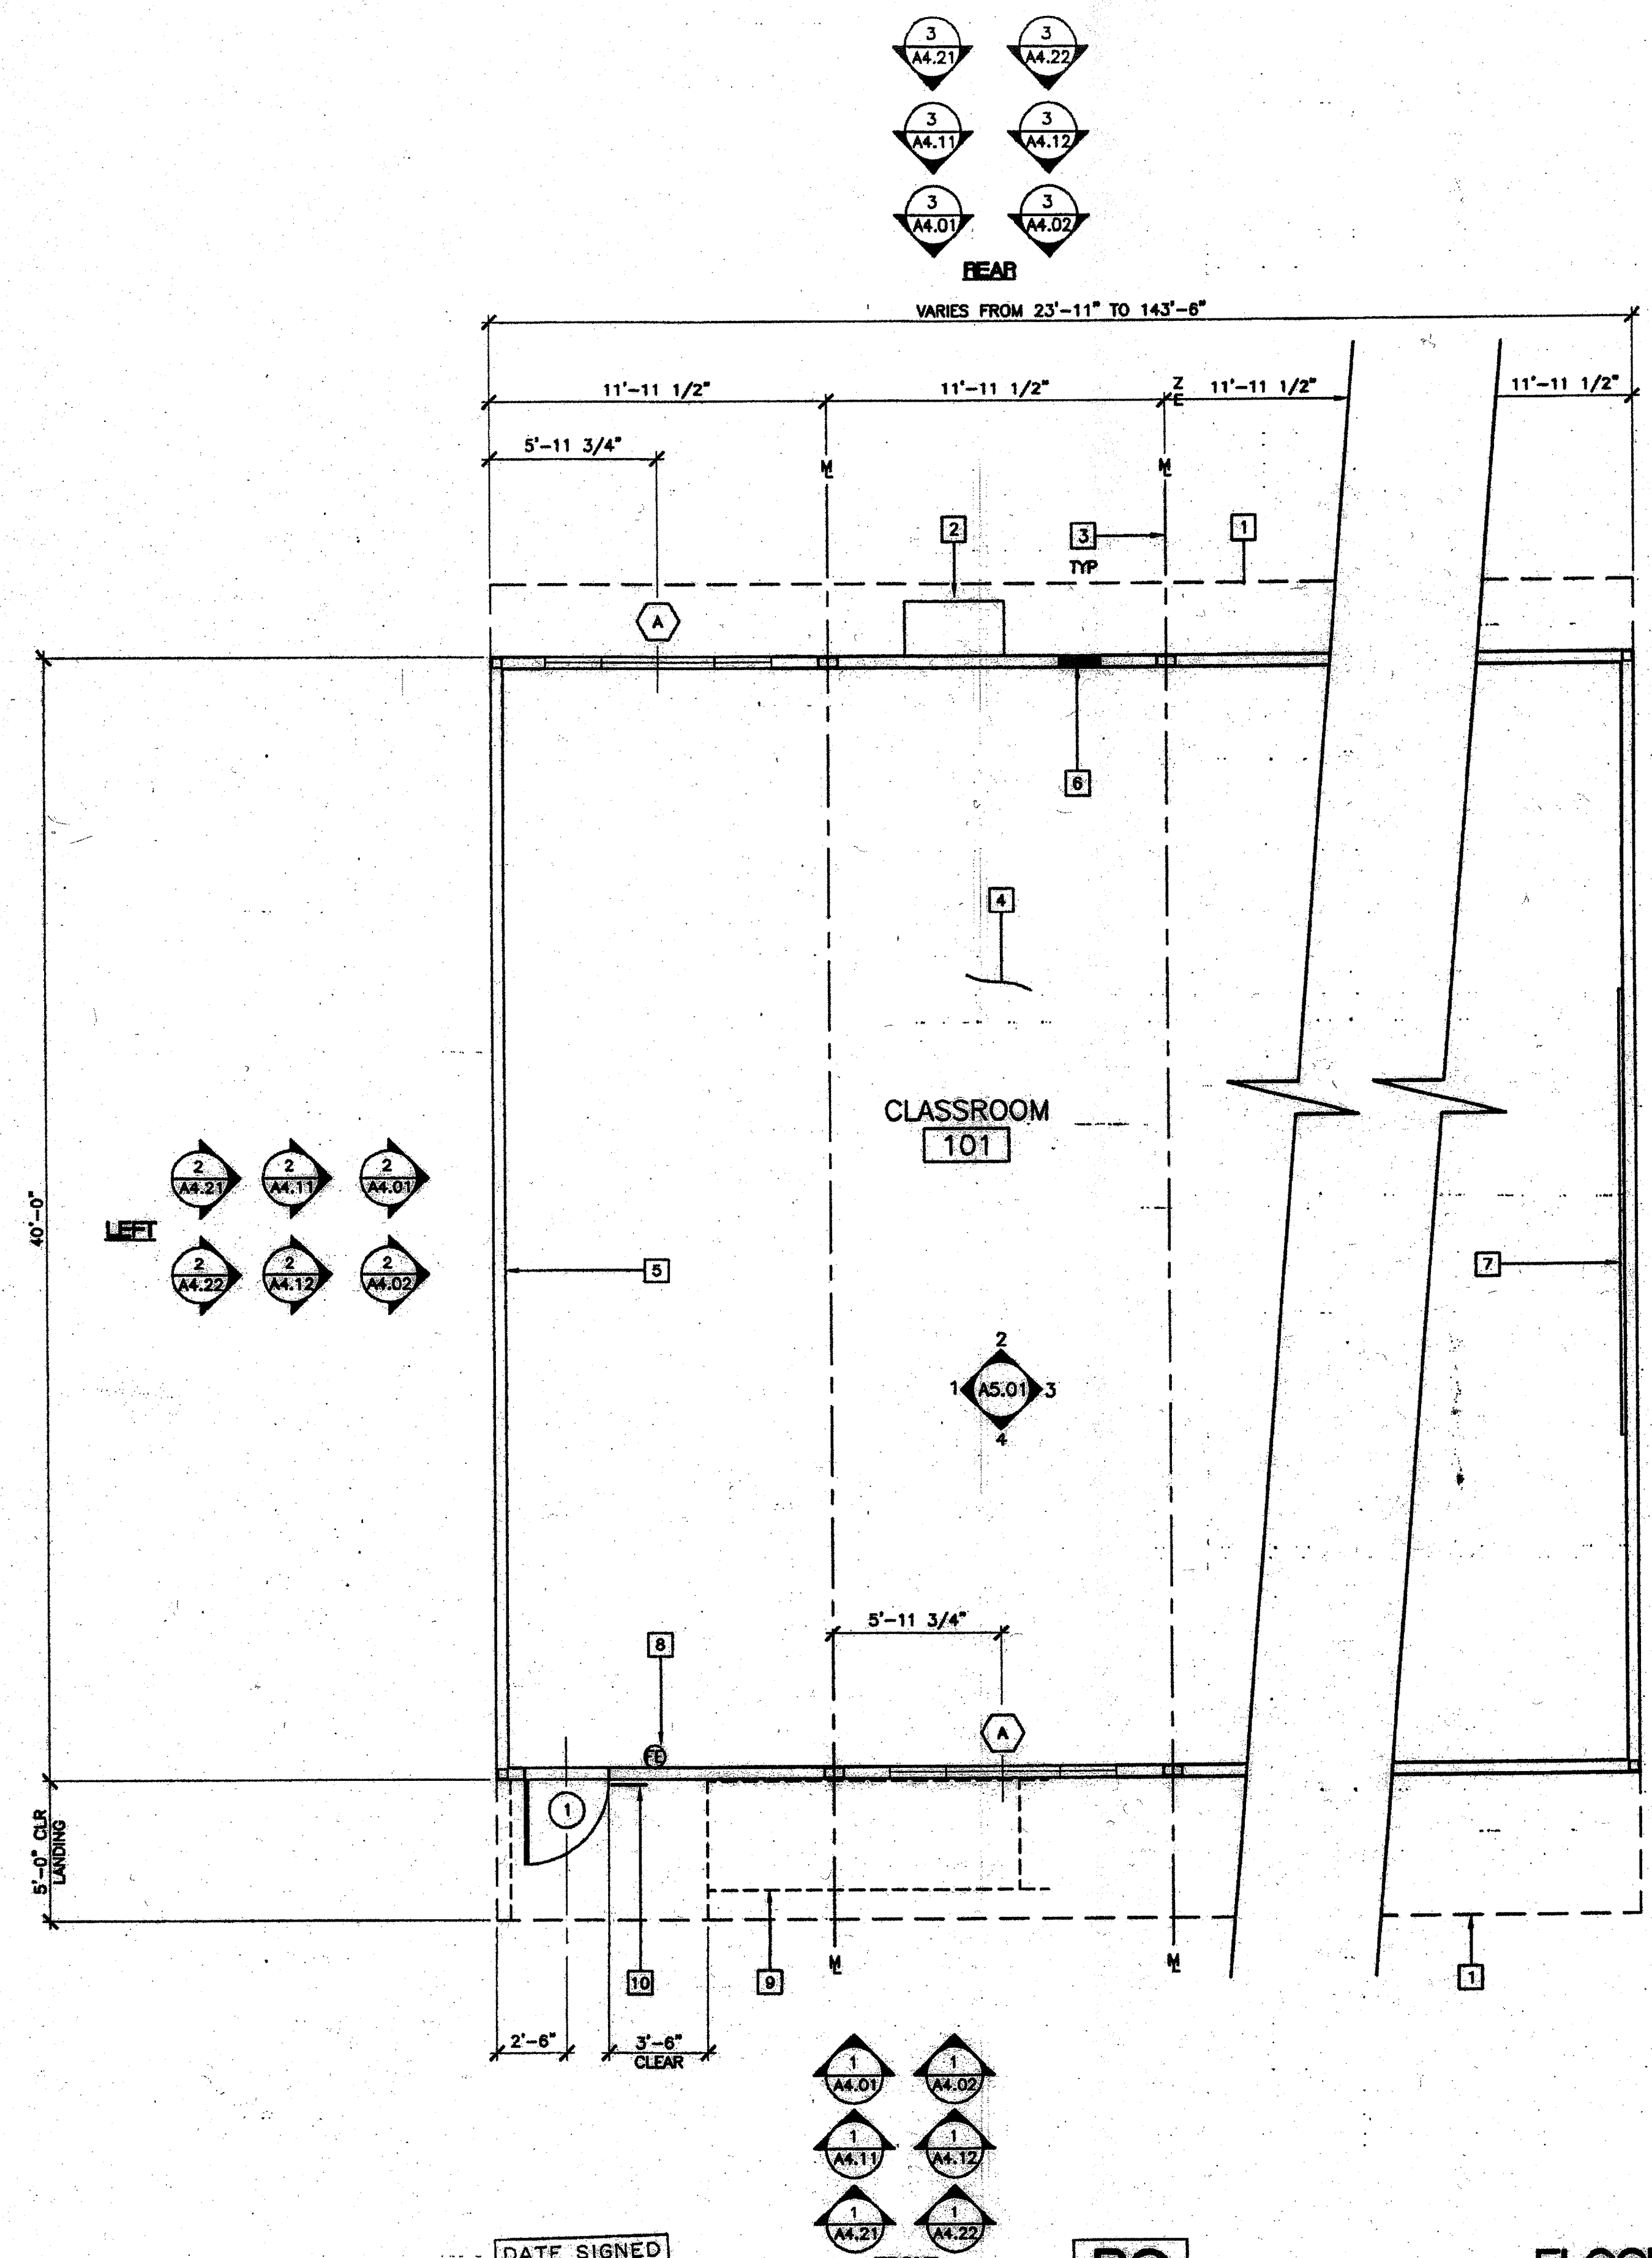 3 3
A4.21 A4.22
3 3
A4.11 A4.12
3 3
A4.01 A4.02
REAR
VARIES FROM 23'-11" TO 143'-6"
11'-11 1/2" 11'-11 1/2" 11'-11 1/2" 11'-11 1/2"
5'-11 3/4"
2 3 1
TYP
A
6
4
CLASSROOM
101
2 2 2
A4.21 A4.11 A4.01
LEFT
40'-0"
2 2 2
A4.22 A4.12 A4.02
5 7
2
1 A5.01 3
4
5'-11 3/4"
8
A
FE
1
5'-0" CLR
LANDING
10 9 1
2'-6" 3'-6"
CLEAR
1 1
A4.01 A4.02
1 1
A4.11 A4.12
1 1
A4.21 A4.22
DATE SIGNED